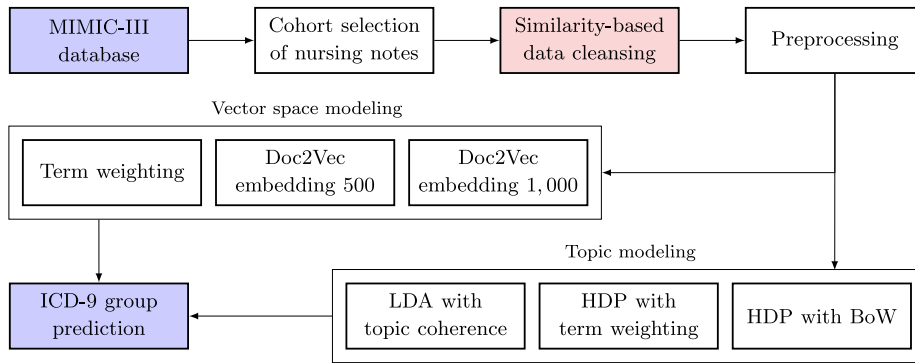 MIMIC-III
database
Cohort selection
of nursing notes
Similarity-based
data cleansing
Preprocessing
Vector space modeling
Term weighting
Doc2Vec
embedding 500
Doc2Vec
embedding 1,000
Topic modeling
ICD-9 group
prediction
LDA with
topic coherence
HDP with
term weighting
HDP with BoW